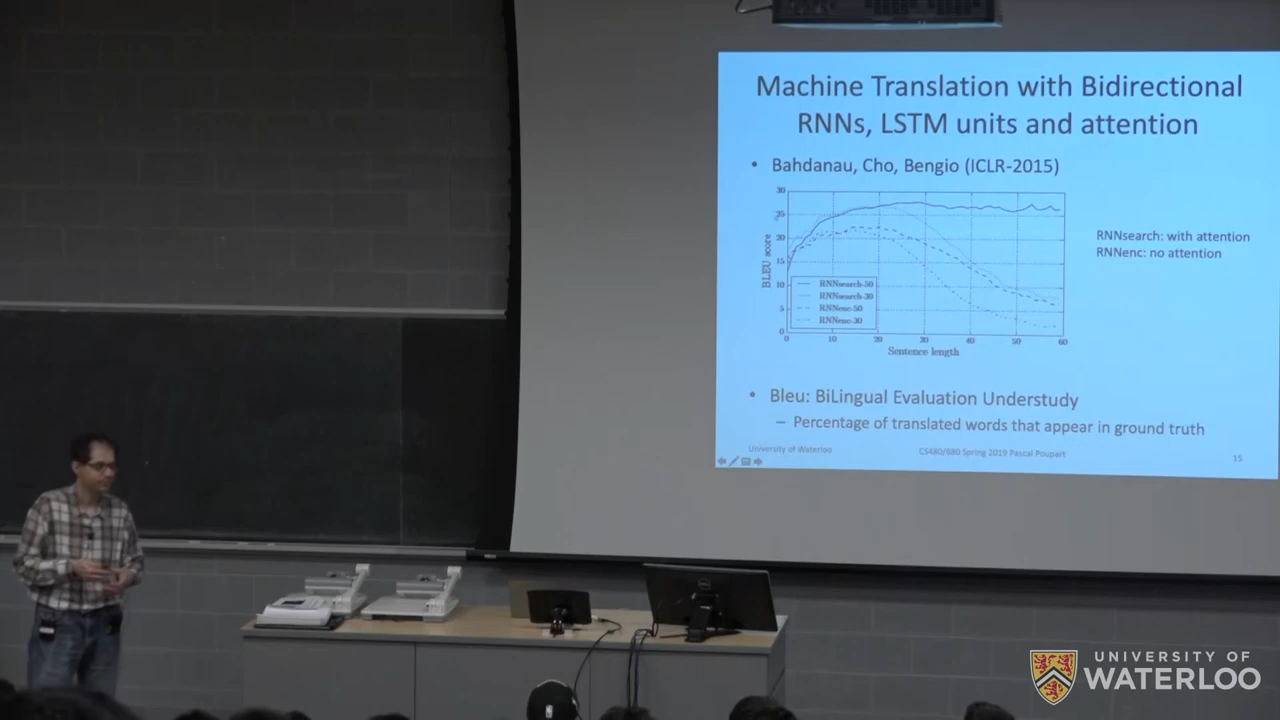 Machine Translation with Bidirectional
RNNs, LSTM units and attention
• Bahdanau, Cho, Bengio (ICLR-2015)
30
25
20
15
10
5
0
BLEU score
RNNsearch-50
RNNsearch-30
RNNenc-50
RNNenc-30
0 10 20 30 40 50 60
Sentence length
RNNsearch: with attention
RNNenc: no attention
• Bleu: BiLingual Evaluation Understudy
– Percentage of translated words that appear in ground truth
University of Waterloo CS480/680 Spring 2019 Pascal Poupart 15
UNIVERSITY OF
WATERLOO